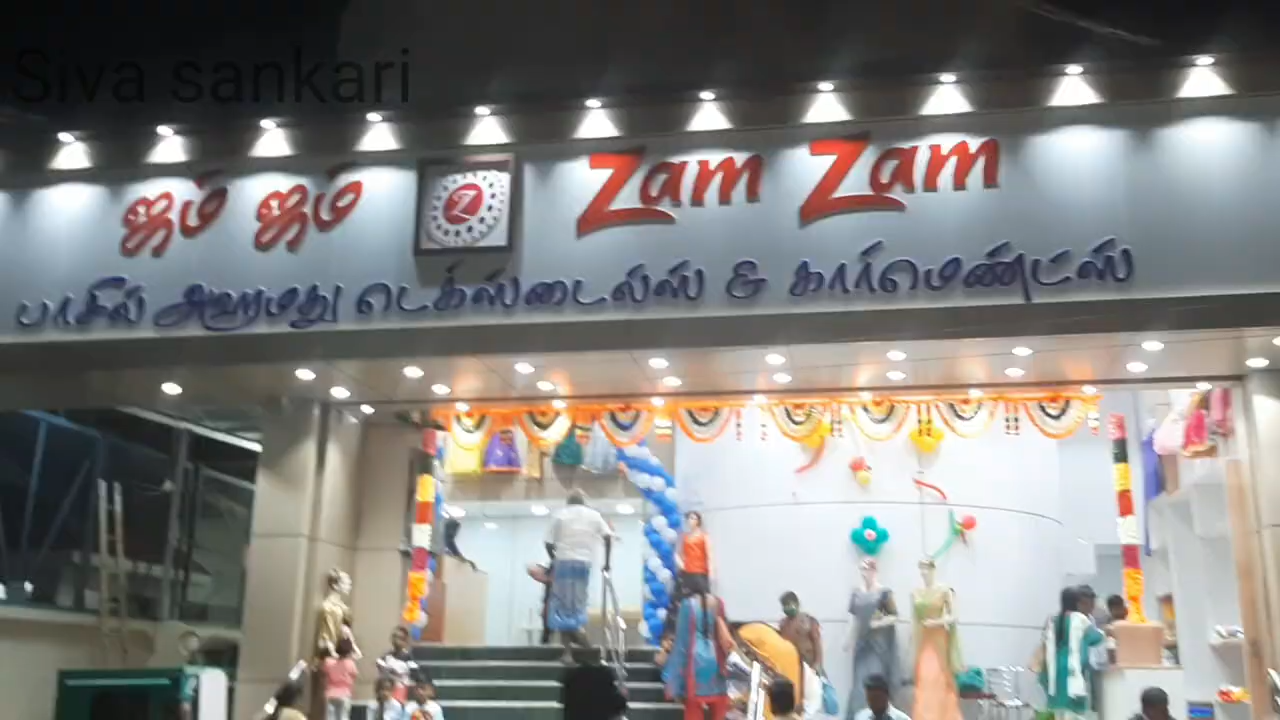 Siva sankari
ஜம் ஜம் Z Zam Zam
பாகில் அஹமது டெக்ஸ்டைல்ஸ் & கார்மெண்ட்ஸ்